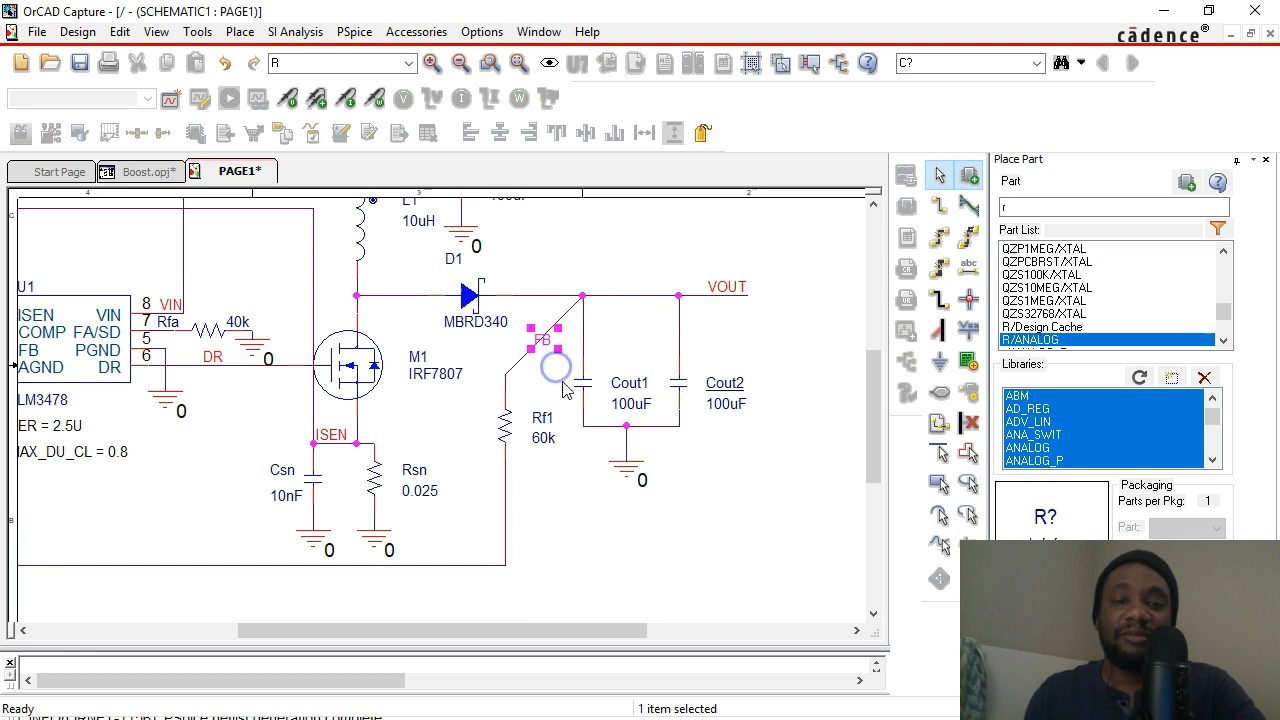 OrCAD Capture - [/ - (SCHEMATIC1 : PAGE1)]
File Design Edit View Tools Place SI Analysis PSpice Accessories Options Window Help
cādence®
R
C?
Start Page
Boost.opj*
PAGE1*
4 3 2
C
B
L1
10uH
0
D1
MBRD340
VOUT
U1
ISEN VIN 8 VIN
COMP FA/SD 7 Rfa 40k
FB PGND 5
AGND DR 6 DR
0
0
LM3478
ER = 2.5U
IAX_DU_CL = 0.8
M1
IRF7807
FB
Cout1
100uF
Cout2
100uF
0
Rf1
60k
ISEN
Csn
10nF
Rsn
0.025
0 0
Place Part
Part
r
Part List:
QZP1MEG/XTAL
QZPCBRST/XTAL
QZS100K/XTAL
QZS10MEG/XTAL
QZS1MEG/XTAL
QZS32768/XTAL
R/Design Cache
R/ANALOG
Libraries:
ABM
AD_REG
ADV_LIN
ANA_SWIT
ANALOG
ANALOG_P
Packaging
Parts per Pkg: 1
Part:
R?
abc
Ready
1 item selected